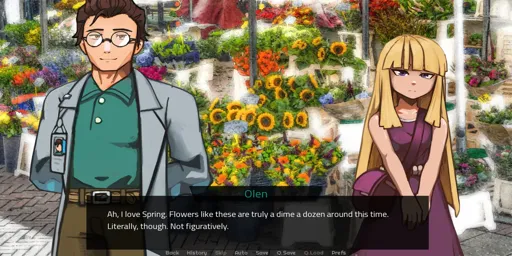 Olen
Ah, I love Spring. Flowers like these are truly a dime a dozen around this time.
Literally, though. Not figuratively.
Back History Skip Auto Save Q.Save Q.Load Prefs